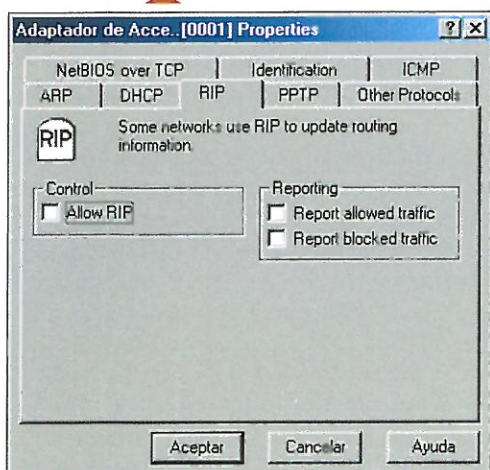 Adaptador de Acce..[0001] Properties
NetBIOS over TCP
Identification
ICMP
ARP
DHCP
RIP
PPTP
Other Protocols
RIP
Some networks use RIP to update routing
information.
Control
Allow RIP
Reporting
Report allowed traffic
Report blocked traffic
Aceptar
Cancelar
Ayuda